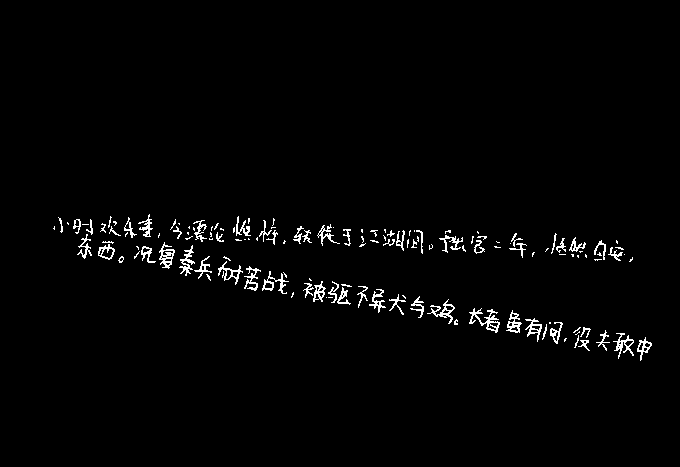 小时欢乐事，今漂沦憔悴，转徙于江湖间。予出官二年，恬然自安，
东西。况复秦兵耐苦战，被驱不异犬与鸡。长者虽有问，役夫敢申